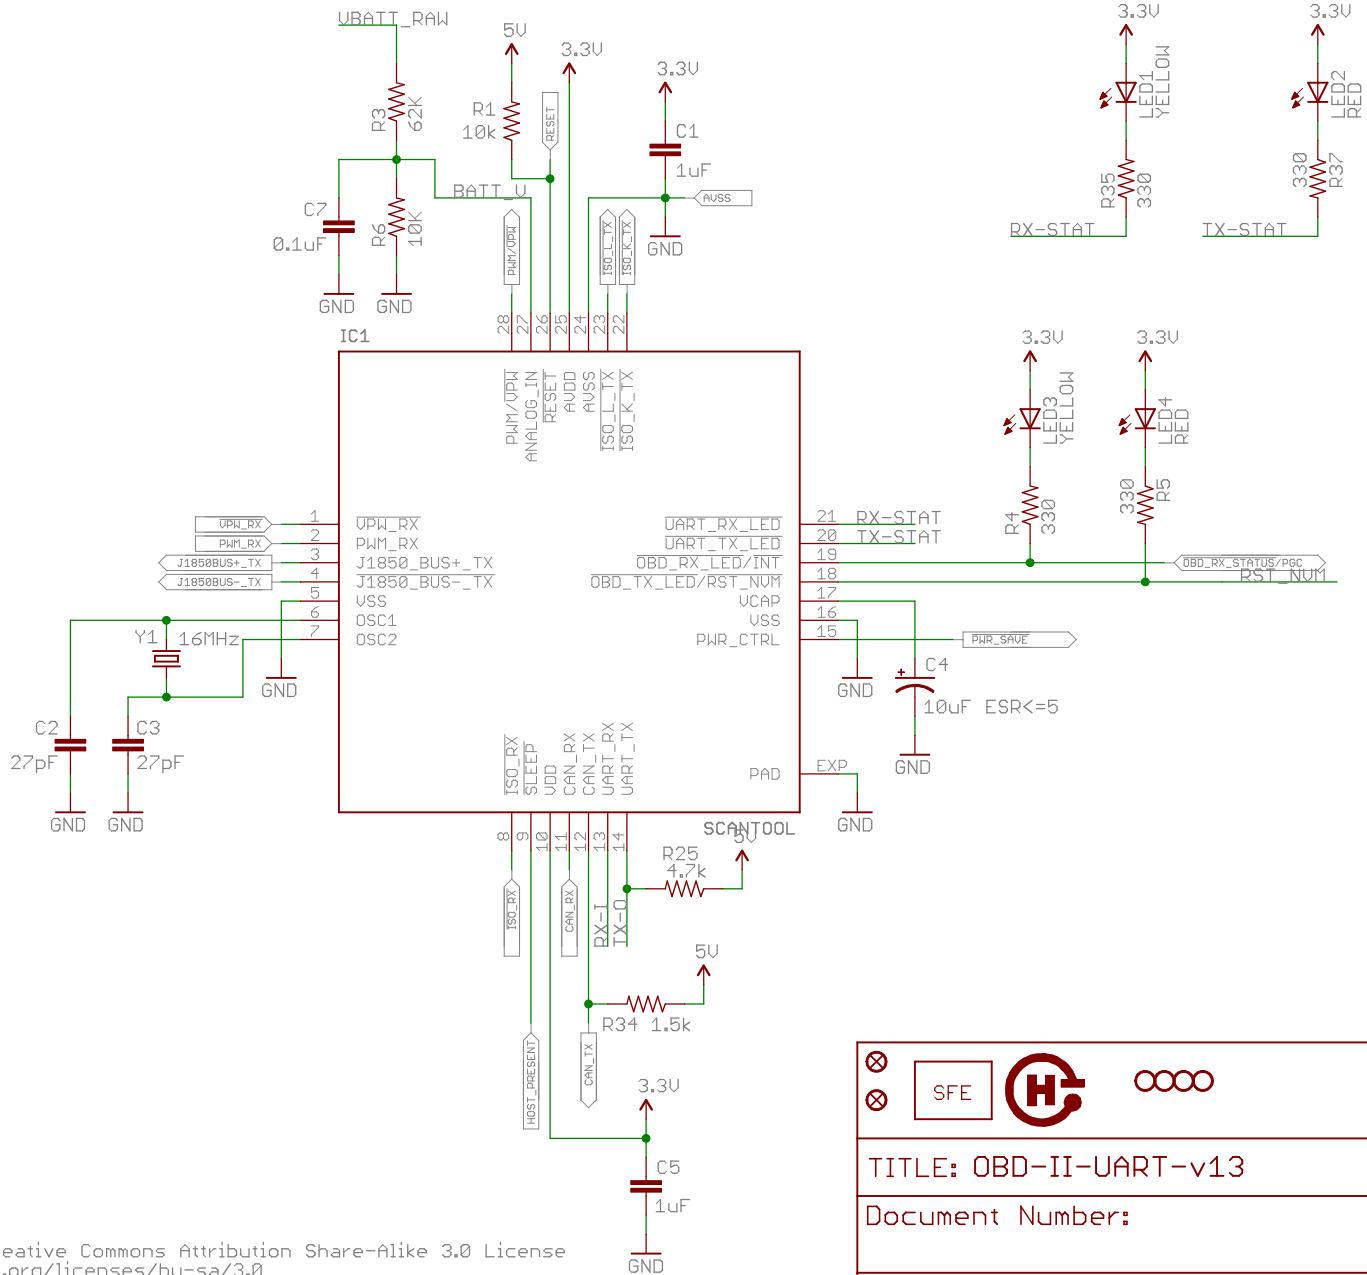 VBATT_RAW
R3
62K
C7
0.1uF
R6
10K
GND
GND
BATT_V
5V
R1
10k
RESET
3.3V
3.3V
C1
1uF
AVSS
GND
PWM/VPW
ISO_L_TX
ISO_K_TX
3.3V
LED1
YELLOW
R35
330
RX-STAT
3.3V
LED2
RED
330
R37
TX-STAT
IC1
28
27
26
25
24
23
22
PWM/VPW
ANALOG_IN
RESET
AVDD
AVSS
ISO_L_TX
ISO_K_TX
3.3V
LED3
YELLOW
R4
330
3.3V
LED4
RED
330
R5
VPW_RX 1 VPW_RX
PWM_RX 2 PWM_RX
J1850BUS+_TX 3 J1850_BUS+_TX
J1850BUS-_TX 4 J1850_BUS-_TX
5 VSS
6 OSC1
7 OSC2
UART_RX_LED 21 RX-STAT
UART_TX_LED 20 TX-STAT
OBD_RX_LED/INT 19 OBD_RX_STATUS/PGC
OBD_TX_LED/RST_NVM 18 RST_NVM
VCAP 17
VSS 16
PWR_CTRL 15 PWR_SAVE
Y1 16MHz
GND
GND
C4
10uF ESR<=5
GND
C2
27pF
C3
27pF
GND
GND
ISO_RX
SLEEP
VDD
CAN_RX
CAN_TX
UART_RX
UART_TX
PAD EXP
GND
SCANTOOL
8
9
10
11
12
13
14
R25
4.7k
5V
ISO_RX
CAN_RX
RX-I
TX-O
5V
R34 1.5k
HOST_PRESENT
CAN_TX
3.3V
C5
1uF
GND
SFE
H
TITLE: OBD-II-UART-v13
Document Number:
eative Commons Attribution Share-Alike 3.0 License
.org/licenses/by-sa/3.0